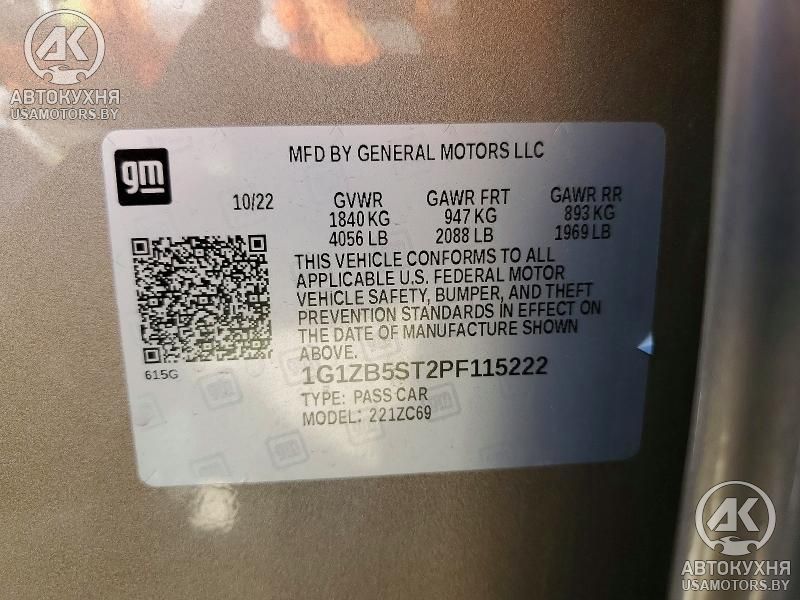 AK
АВТОКУХНЯ
USAMOTORS.BY
gm
MFD BY GENERAL MOTORS LLC
10/22 GVWR GAWR FRT GAWR RR
1840 KG 947 KG 893 KG
4056 LB 2088 LB 1969 LB
THIS VEHICLE CONFORMS TO ALL
APPLICABLE U.S. FEDERAL MOTOR
VEHICLE SAFETY, BUMPER, AND THEFT
PREVENTION STANDARDS IN EFFECT ON
THE DATE OF MANUFACTURE SHOWN
ABOVE.
615G
1G1ZB5ST2PF115222
TYPE: PASS CAR
MODEL: 221ZC69
AK
АВТОКУХНЯ
USAMOTORS.BY